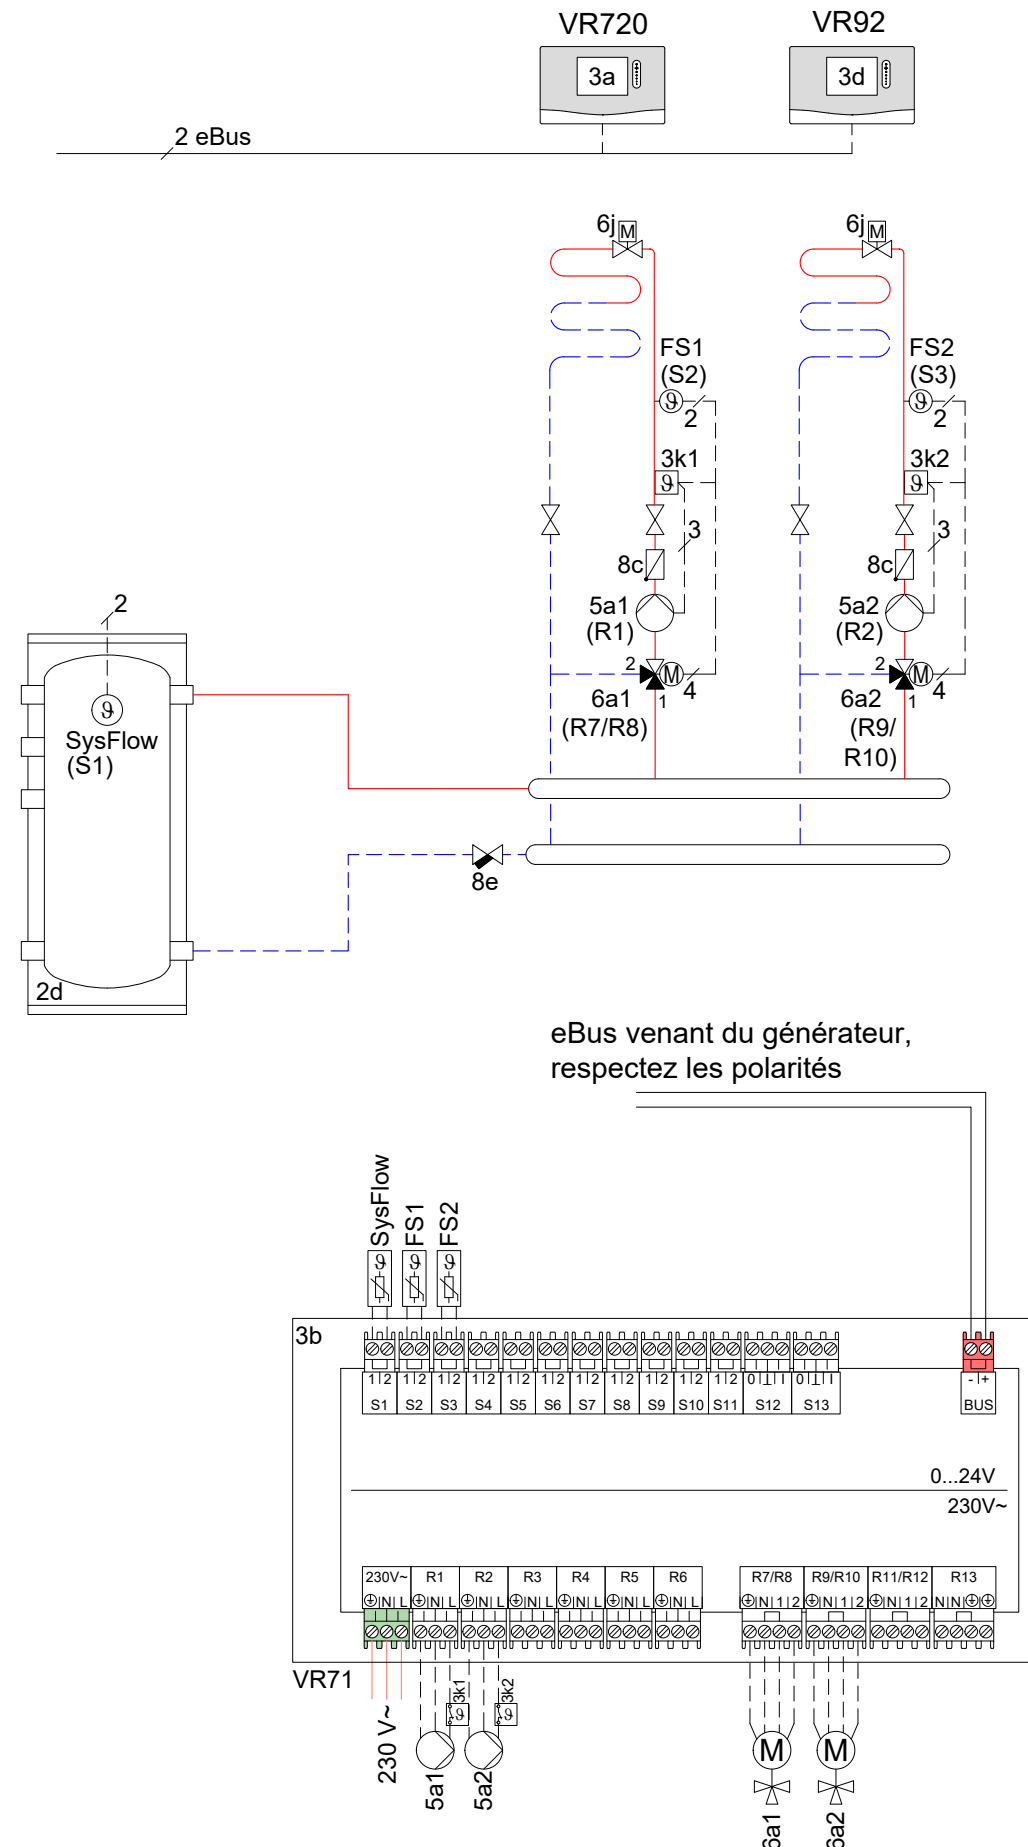 VR720 VR92
3a 3d
2 eBus
6j M 6j M
FS1 FS2
(S2) (S3)
ϑ ϑ
2 2
3k1 3k2
ϑ ϑ
3 3
8c 8c
2
5a1 5a2
(R1) (R2)
2 M 4 2 M 4
1 1
6a1 6a2
(R7/R8) (R9/
R10)
ϑ
SysFlow
(S1)
8e
2d
eBus venant du générateur,
respectez les polarités
SysFlow FS1 FS2
ϑ ϑ ϑ
3b
1 2 1 2 1 2 1 2 1 2 1 2 1 2 1 2 1 2 1 2 1 2 0 ⊥ I 0 ⊥ I - +
S1 S2 S3 S4 S5 S6 S7 S8 S9 S10 S11 S12 S13 BUS
0...24V
230V~
230V~ R1 R2 R3 R4 R5 R6 R7/R8 R9/R10 R11/R12 R13
⏚ N L ⏚ N L ⏚ N L ⏚ N L ⏚ N L ⏚ N L ⏚ N L ⏚ N 1 2 ⏚ N 1 2 ⏚ N 1 2 N N ⏚ ⏚
VR71
3k1 3k2
ϑ ϑ
230 V~
5a1 5a2
M M
6a1 6a2